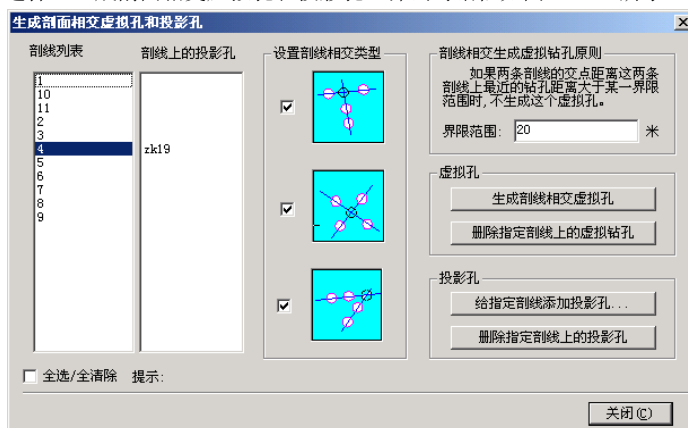 生成剖面相交虚拟孔和投影孔
剖线列表
剖线上的投影孔
1
10
11
2
3
4
5
6
7
8
9
zk19
设置剖线相交类型
剖线相交生成虚拟钻孔原则
如果两条剖线的交点距离这两条
剖线上最近的钻孔距离大于某一界限
范围时,不生成这个虚拟孔。
界限范围: 20 米
虚拟孔
生成剖线相交虚拟孔
删除指定剖线上的虚拟钻孔
投影孔
给指定剖线添加投影孔...
删除指定剖线上的投影孔
全选/全清除 提示:
关闭(C)